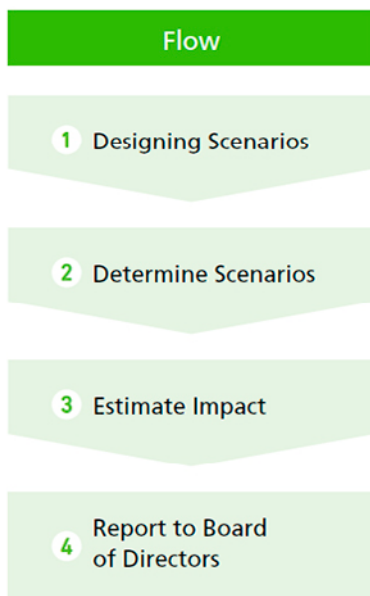 Flow
1 Designing Scenarios
2 Determine Scenarios
3 Estimate Impact
4 Report to Board
of Directors